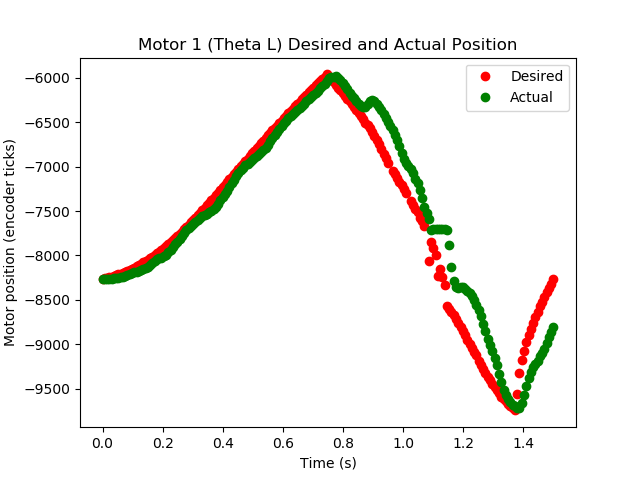 Motor 1 (Theta L) Desired and Actual Position
Desired
Actual
−6000
−6500
−7000
−7500
−8000
−8500
−9000
−9500
Motor position (encoder ticks)
0.0 0.2 0.4 0.6 0.8 1.0 1.2 1.4
Time (s)